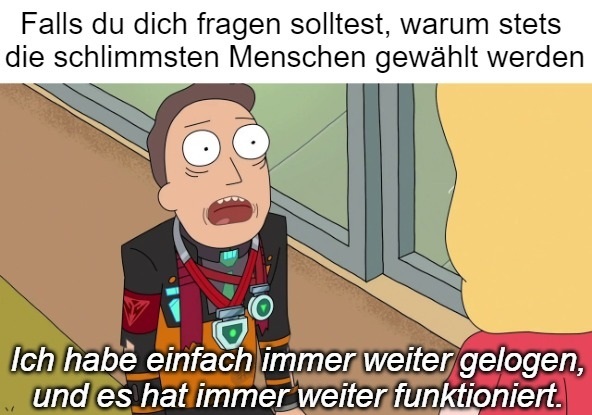 Falls du dich fragen solltest, warum stets
die schlimmsten Menschen gewählt werden
Ich habe einfach immer weiter gelogen,
und es hat immer weiter funktioniert.